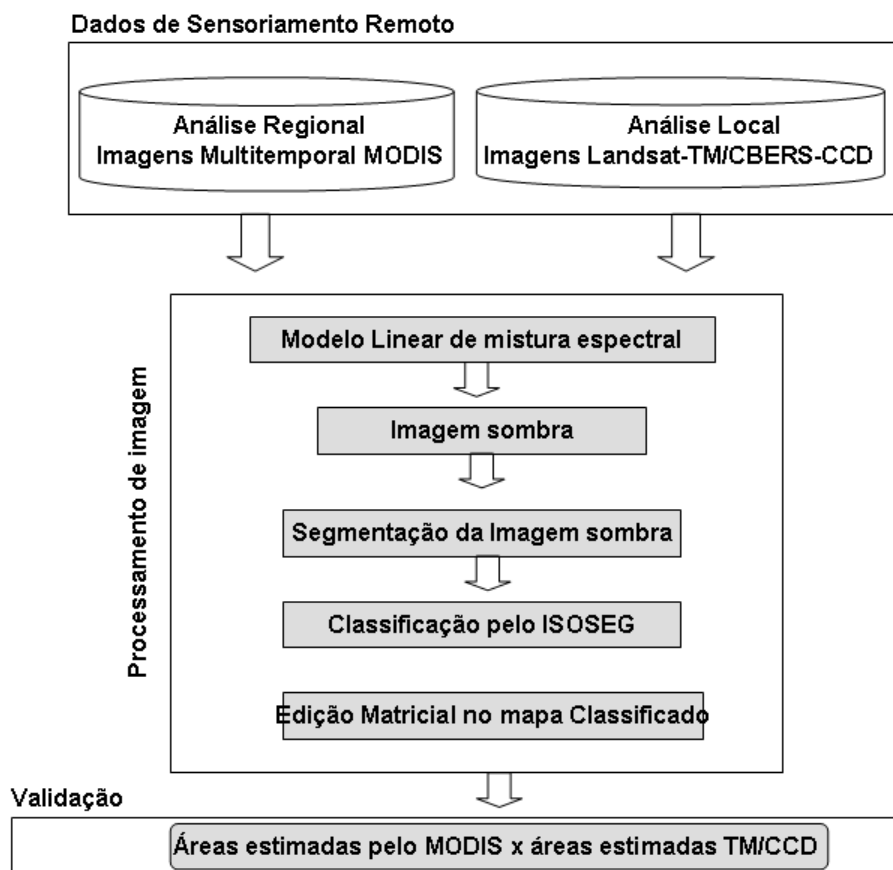 Dados de Sensoriamento Remoto
Análise Regional
Imagens Multitemporal MODIS
Análise Local
Imagens Landsat-TM/CBERS-CCD
Processamento de imagem
Modelo Linear de mistura espectral
Imagem sombra
Segmentação da Imagem sombra
Classificação pelo ISOSEG
Edição Matricial no mapa Classificado
Validação
Áreas estimadas pelo MODIS x áreas estimadas TM/CCD